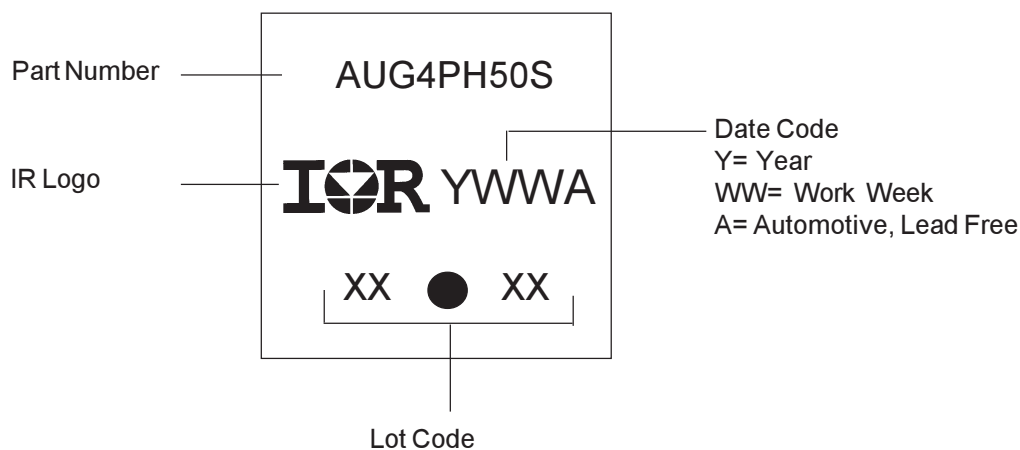 Part Number
AUG4PH50S
IR Logo
IOR YWWA
Date Code
Y= Year
WW= Work Week
A= Automotive, Lead Free
XX ● XX
Lot Code